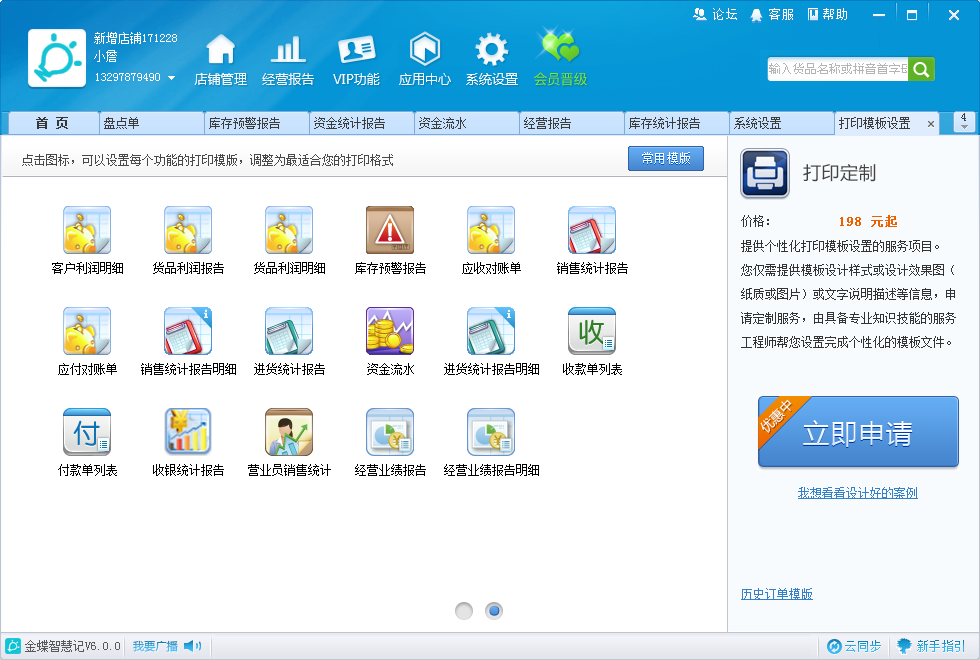 论坛 客服 帮助
新增店铺171228
小詹
13297879490
店铺管理 经营报告 VIP功能 应用中心 系统设置 会员晋级
输入货品名称或拼音首字母
首 页 盘点单 库存预警报告 资金统计报告 资金流水 经营报告 库存统计报告 系统设置 打印模板设置 × 4
点击图标，可以设置每个功能的打印模版，调整为最适合您的打印格式 常用模版
打印定制
价格： 198 元起
提供个性化打印模板设置的服务项目。
您仅需提供模板设计样式或设计效果图（
纸质或图片）或文字说明描述等信息，申
请定制服务，由具备专业知识技能的服务
工程师帮您设置完成个性化的模板文件。
客户利润明细 货品利润报告 货品利润明细 库存预警报告 应收对账单 销售统计报告
应付对账单 销售统计报告明细 进货统计报告 资金流水 进货统计报告明细 收款单列表
收
付
付款单列表 收银统计报告 营业员销售统计 经营业绩报告 经营业绩报告明细
优惠中
立即申请
我想看看设计好的案例
历史订单模版
金蝶智慧记V6.0.0 我要广播 云同步 新手指引